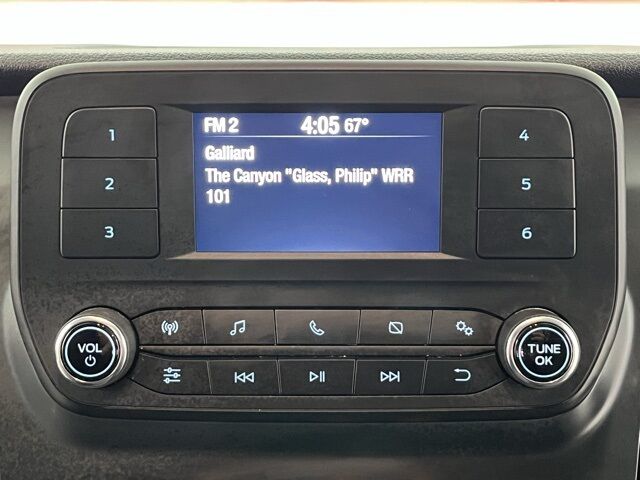 FM 2 4:05 67°
Galliard
The Canyon "Glass, Philip" WRR
101
1
2
3
4
5
6
VOL
TUNE
OK